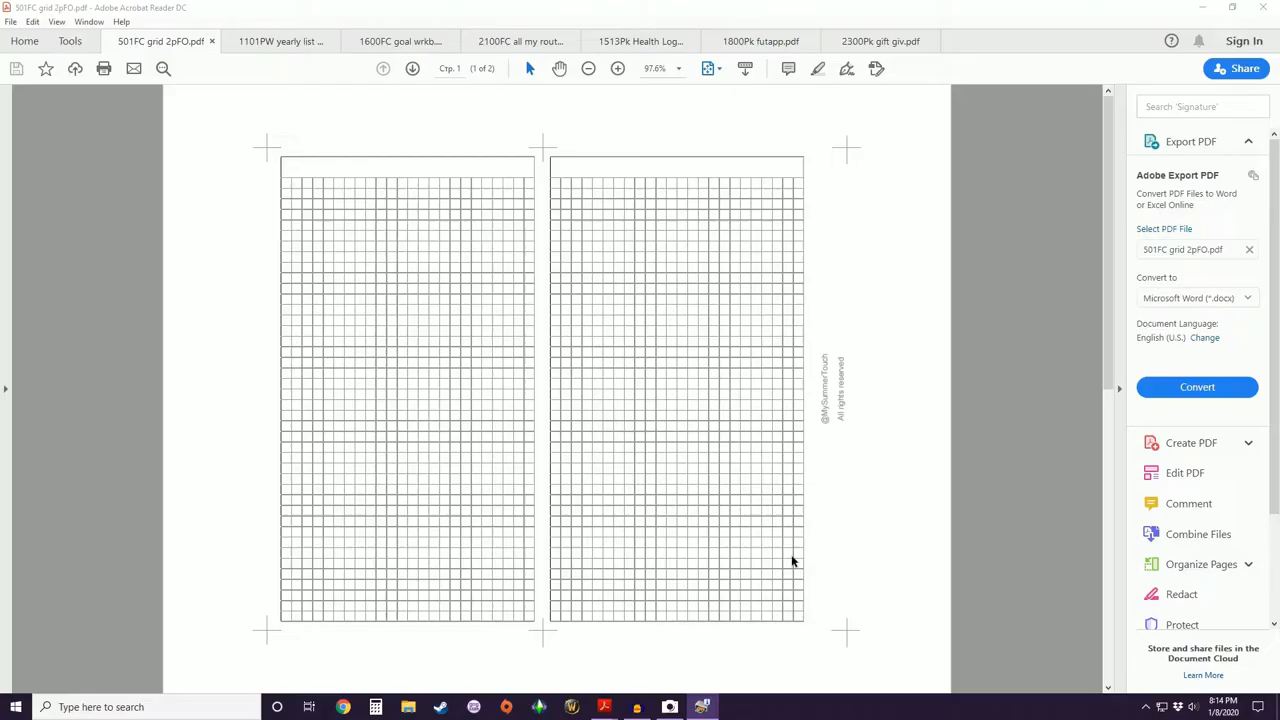 501FC grid 2pFO.pdf - Adobe Acrobat Reader DC
File Edit View Window Help
Home Tools 501FC grid 2pFO.pdf × 1101PW yearly list ... 1600FC goal wrkb... 2100FC all my rout... 1513Pk Health Log... 1800Pk futapp.pdf 2300Pk gift giv.pdf Sign In
Стр. 1 (1 of 2) 97.6% Share
Search 'Signature'
Export PDF
Adobe Export PDF
Convert PDF Files to Word
or Excel Online
Select PDF File
501FC grid 2pFO.pdf
Convert to
Microsoft Word (*.docx)
Document Language:
English (U.S.) Change
Convert
Create PDF
Edit PDF
Comment
Combine Files
Organize Pages
Redact
Protect
Store and share files in the
Document Cloud
Learn More
@MySummerTouch
All rights reserved
Type here to search
8:14 PM
1/8/2020